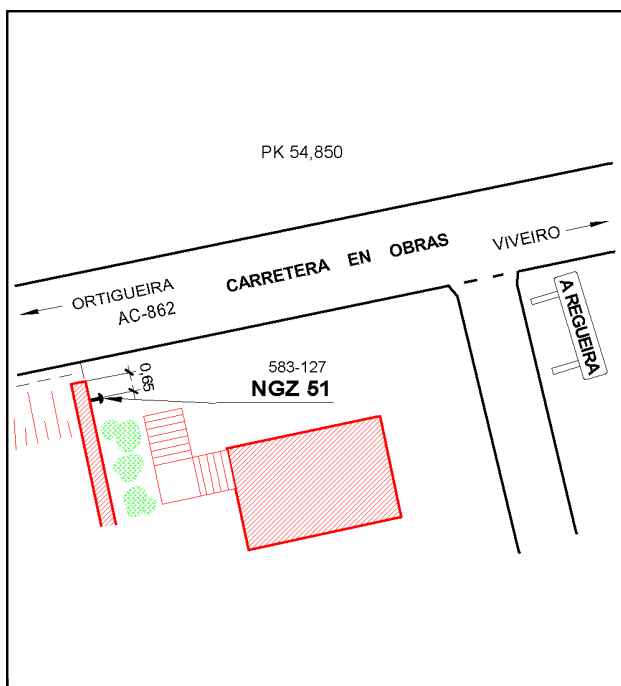 PK 54,850
CARRETERA EN OBRAS
VIVEIRO
ORTIGUEIRA
AC-862
A REGUEIRA
0,65
583-127
NGZ 51